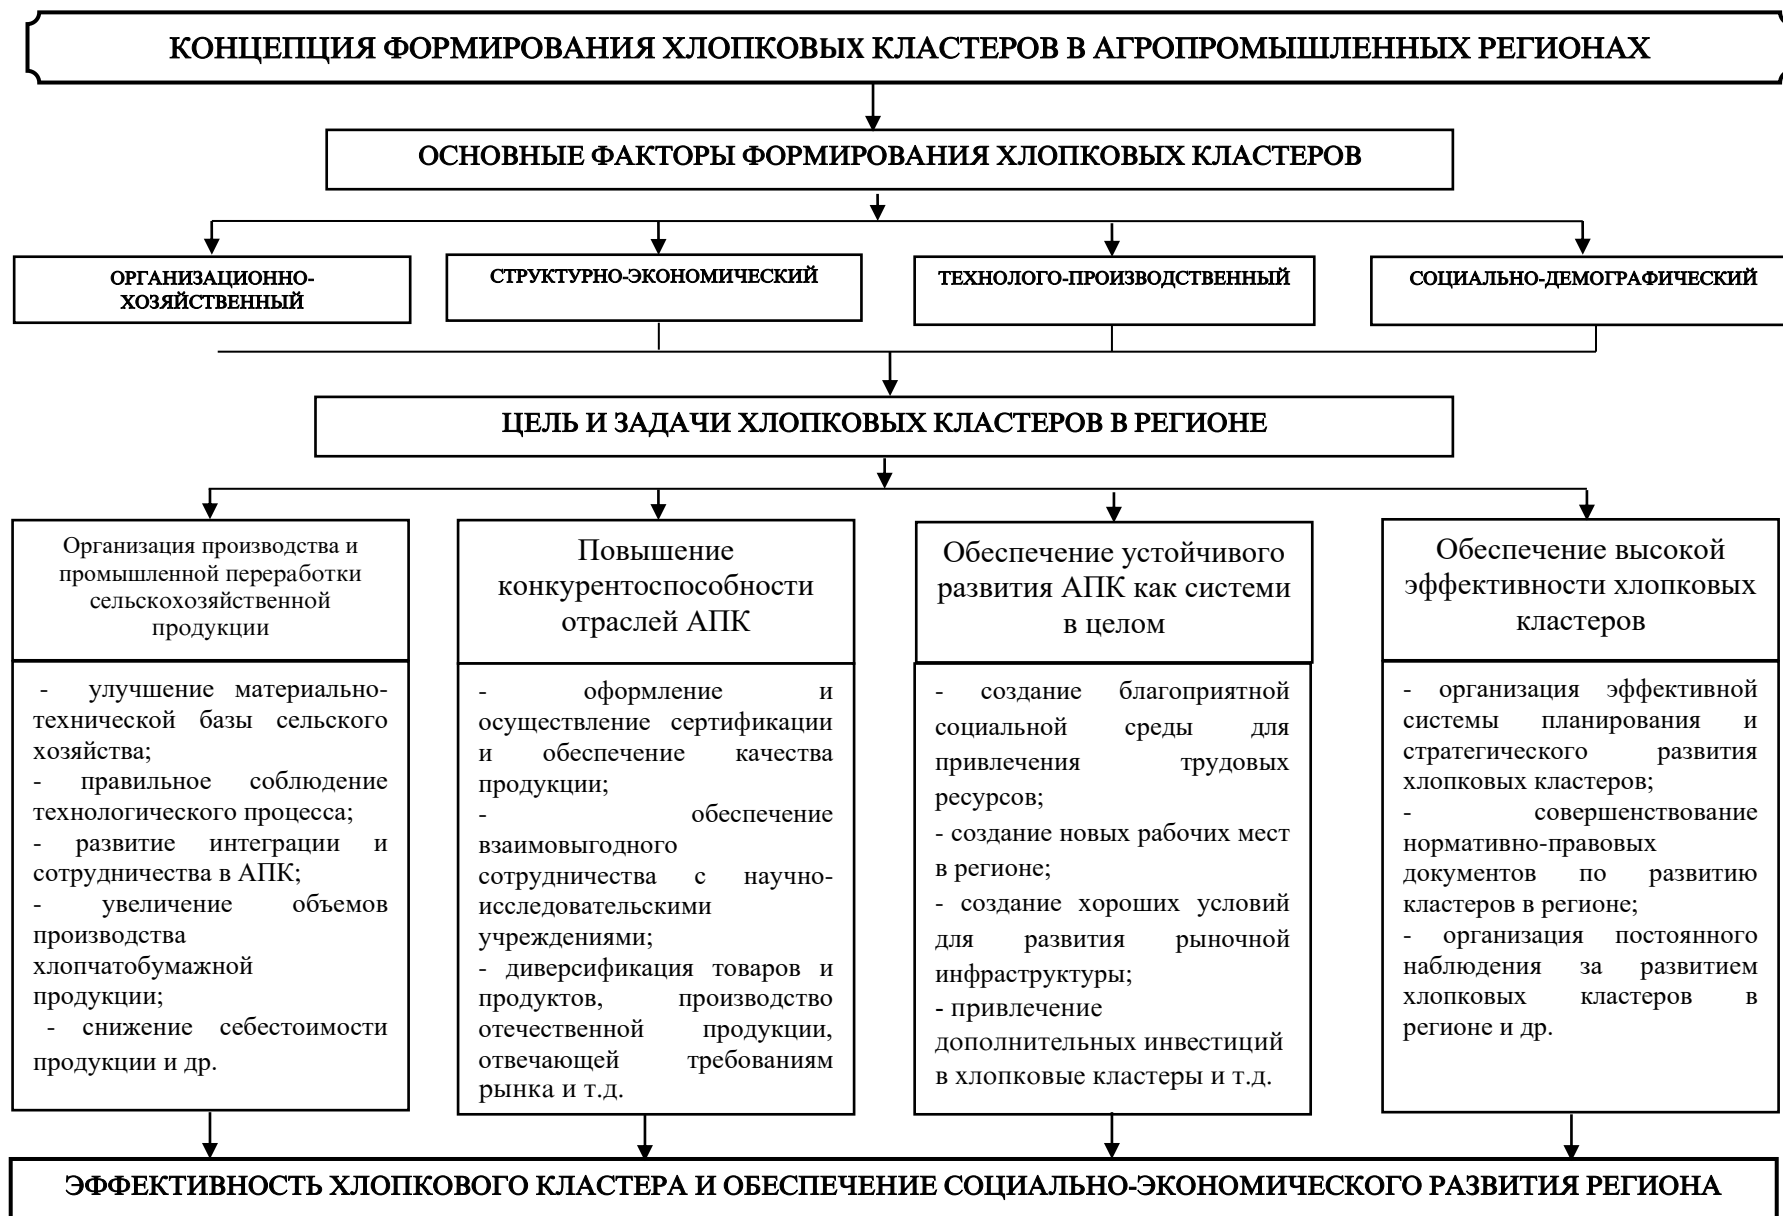 КОНЦЕПЦИЯ ФОРМИРОВАНИЯ ХЛОПКОВЫХ КЛАСТЕРОВ В АГРОПРОМЫШЛЕННЫХ РЕГИОНАХ
ОСНОВНЫЕ ФАКТОРЫ ФОРМИРОВАНИЯ ХЛОПКОВЫХ КЛАСТЕРОВ
ОРГАНИЗАЦИОННО-
ХОЗЯЙСТВЕННЫЙ
СТРУКТУРНО-ЭКОНОМИЧЕСКИЙ
ТЕХНОЛОГО-ПРОИЗВОДСТВЕННЫЙ
СОЦИАЛЬНО-ДЕМОГРАФИЧЕСКИЙ
ЦЕЛЬ И ЗАДАЧИ ХЛОПКОВЫХ КЛАСТЕРОВ В РЕГИОНЕ
Организация производства и
промышленной переработки
сельскохозяйственной
продукции
- улучшение материально-
технической базы сельского
хозяйства;
- правильное соблюдение
технологического процесса;
- развитие интеграции и
сотрудничества в АПК;
- увеличение объемов
производства
хлопчатобумажной
продукции;
- снижение себестоимости
продукции и др.
Повышение
конкурентоспособности
отраслей АПК
- оформление и
осуществление сертификации
и обеспечение качества
продукции;
- обеспечение
взаимовыгодного
сотрудничества с научно-
исследовательскими
учреждениями;
- диверсификация товаров и
продуктов, производство
отечественной продукции,
отвечающей требованиям
рынка и т.д.
Обеспечение устойчивого
развития АПК как системи
в целом
- создание благоприятной
социальной среды для
привлечения трудовых
ресурсов;
- создание новых рабочих мест
в регионе;
- создание хороших условий
для развития рыночной
инфраструктуры;
- привлечение
дополнительных инвестиций
в хлопковые кластеры и т.д.
Обеспечение высокой
эффективности хлопковых
кластеров
- организация эффективной
системы планирования и
стратегического развития
хлопковых кластеров;
- совершенствование
нормативно-правовых
документов по развитию
кластеров в регионе;
- организация постоянного
наблюдения за развитием
хлопковых кластеров в
регионе и др.
ЭФФЕКТИВНОСТЬ ХЛОПКОВОГО КЛАСТЕРА И ОБЕСПЕЧЕНИЕ СОЦИАЛЬНО-ЭКОНОМИЧЕСКОГО РАЗВИТИЯ РЕГИОНА